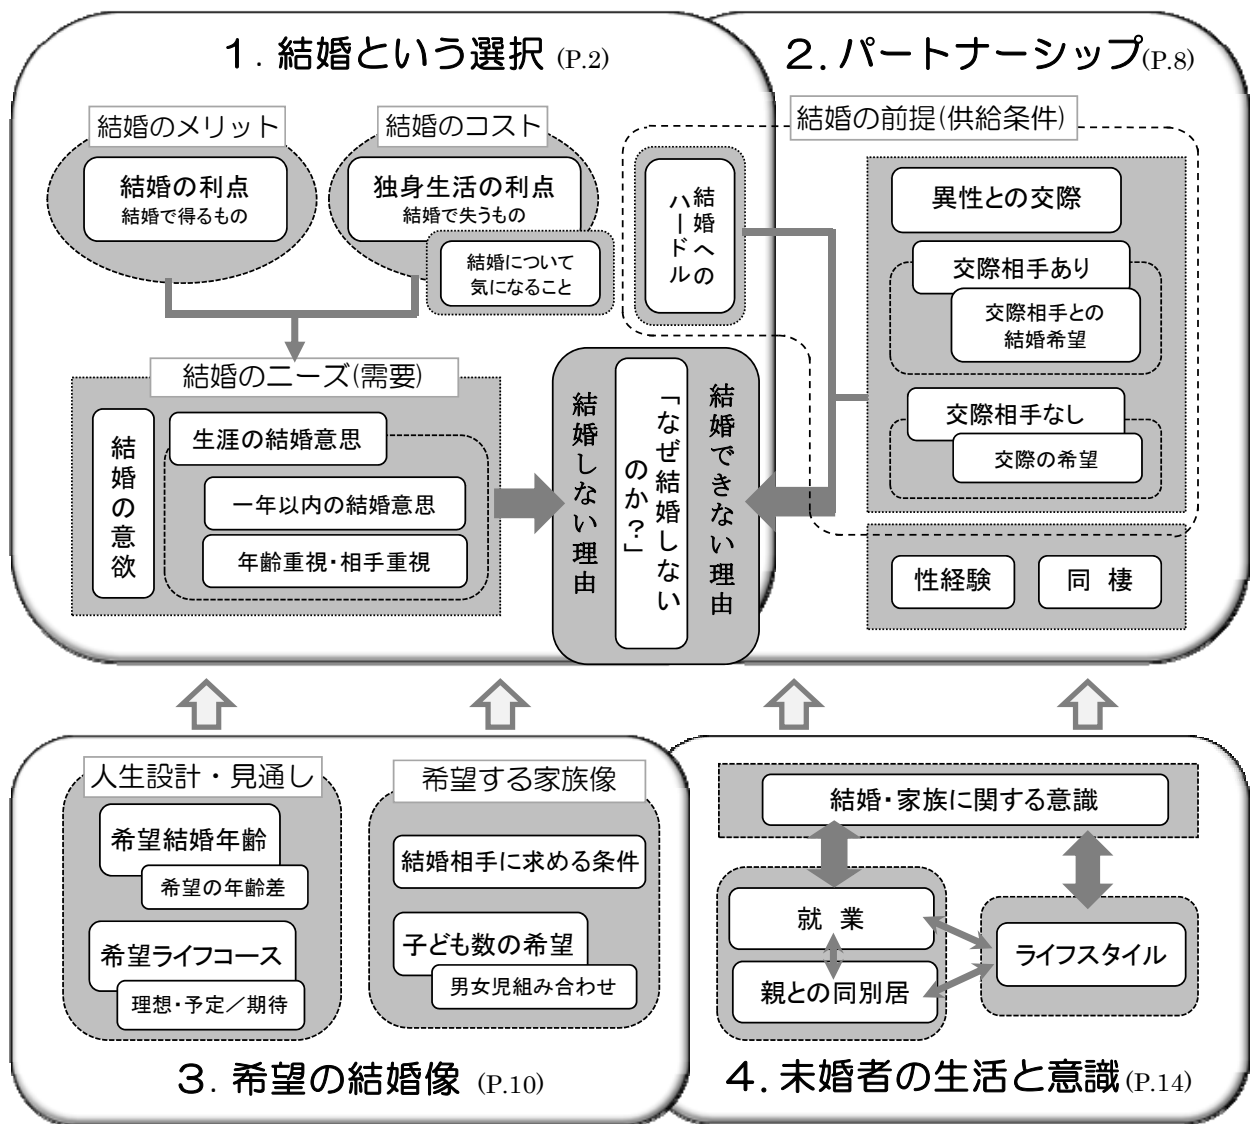 1. 結婚という選択 (P.2)
結婚のメリット
結婚の利点
結婚で得るもの
結婚のコスト
独身生活の利点
結婚で失うもの
結婚について
気になること
結婚のニーズ(需要)
結婚の意欲
生涯の結婚意思
一年以内の結婚意思
年齢重視・相手重視
結婚しない理由
「なぜ結婚しない
のか?」
結婚できない理由
2. パートナーシップ(P.8)
結婚の前提(供給条件)
結婚への
ハードル
異性との交際
交際相手あり
交際相手との
結婚希望
交際相手なし
交際の希望
性経験
同 棲
人生設計・見通し
希望結婚年齢
希望の年齢差
希望ライフコース
理想・予定/期待
希望する家族像
結婚相手に求める条件
子ども数の希望
男女児組み合わせ
3. 希望の結婚像 (P.10)
結婚・家族に関する意識
就 業
親との同別居
ライフスタイル
4. 未婚者の生活と意識(P.14)